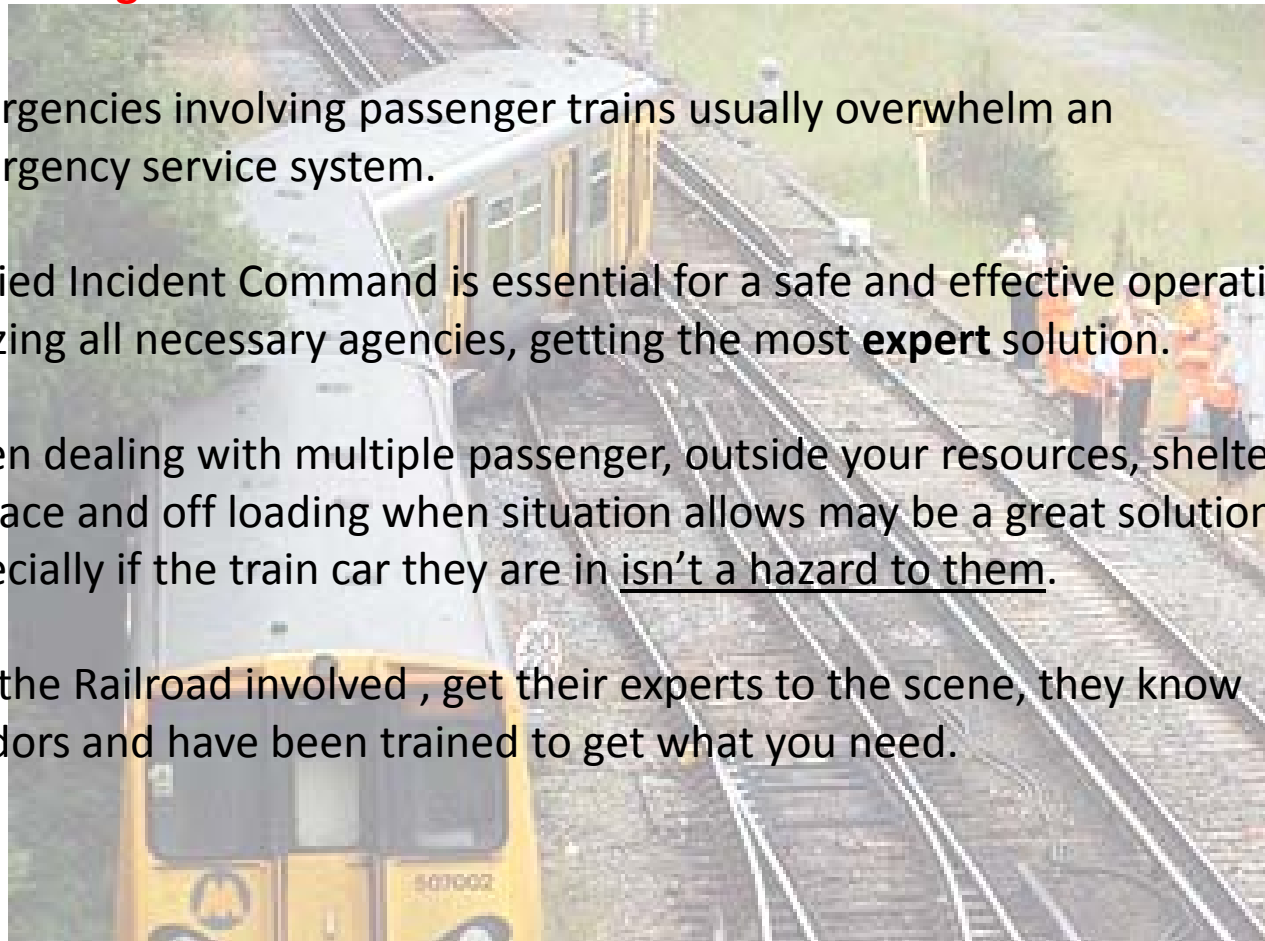 rgencies involving passenger trains usually overwhelm an
rgency service system.
ied Incident Command is essential for a safe and effective operati
zing all necessary agencies, getting the most expert solution.
en dealing with multiple passenger, outside your resources, shelte
ace and off loading when situation allows may be a great solution
ecially if the train car they are in isn’t a hazard to them.
the Railroad involved , get their experts to the scene, they know
dors and have been trained to get what you need.
507002